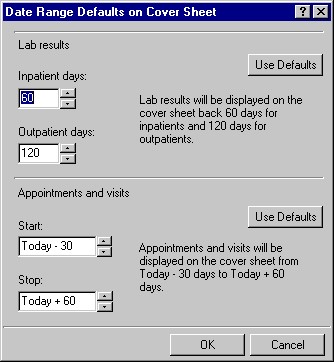 Date Range Defaults on Cover Sheet
Lab results
Use Defaults
Inpatient days:
60
Lab results will be displayed on the
cover sheet back 60 days for
inpatients and 120 days for
outpatients.
Outpatient days:
120
Appointments and visits
Use Defaults
Start:
Today - 30
Appointments and visits will be
displayed on the cover sheet from
Today - 30 days to Today + 60
days.
Stop:
Today + 60
OK
Cancel